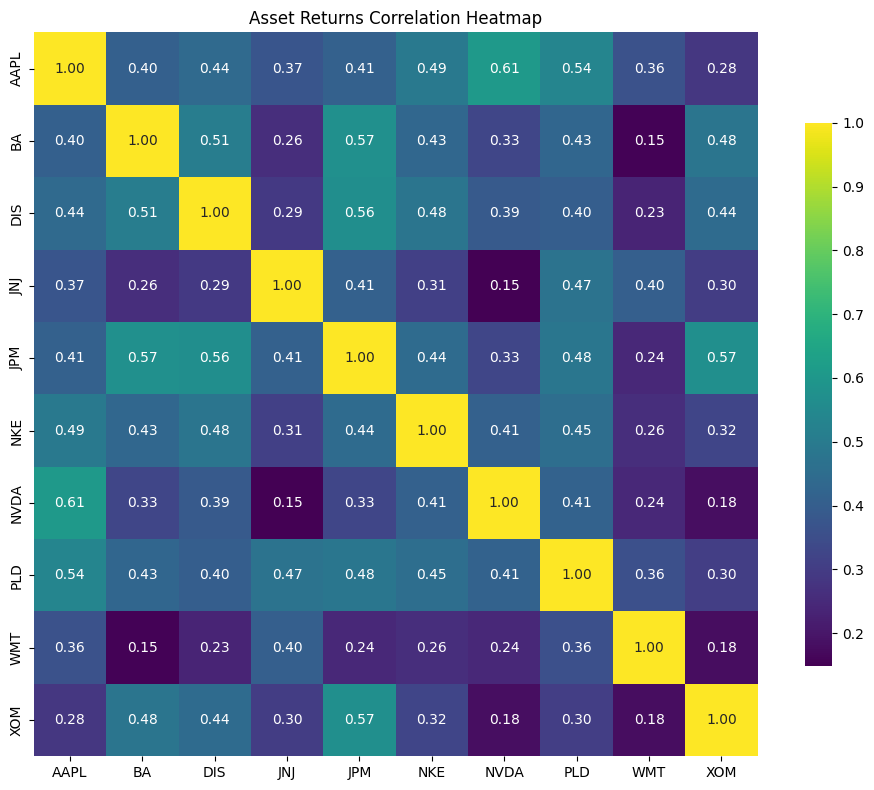 Asset Returns Correlation Heatmap
AAPL 1.00 0.40 0.44 0.37 0.41 0.49 0.61 0.54 0.36 0.28
BA 0.40 1.00 0.51 0.26 0.57 0.43 0.33 0.43 0.15 0.48
DIS 0.44 0.51 1.00 0.29 0.56 0.48 0.39 0.40 0.23 0.44
JNJ 0.37 0.26 0.29 1.00 0.41 0.31 0.15 0.47 0.40 0.30
JPM 0.41 0.57 0.56 0.41 1.00 0.44 0.33 0.48 0.24 0.57
NKE 0.49 0.43 0.48 0.31 0.44 1.00 0.41 0.45 0.26 0.32
NVDA 0.61 0.33 0.39 0.15 0.33 0.41 1.00 0.41 0.24 0.18
PLD 0.54 0.43 0.40 0.47 0.48 0.45 0.41 1.00 0.36 0.30
WMT 0.36 0.15 0.23 0.40 0.24 0.26 0.24 0.36 1.00 0.18
XOM 0.28 0.48 0.44 0.30 0.57 0.32 0.18 0.30 0.18 1.00
AAPL BA DIS JNJ JPM NKE NVDA PLD WMT XOM
1.0
0.9
0.8
0.7
0.6
0.5
0.4
0.3
0.2